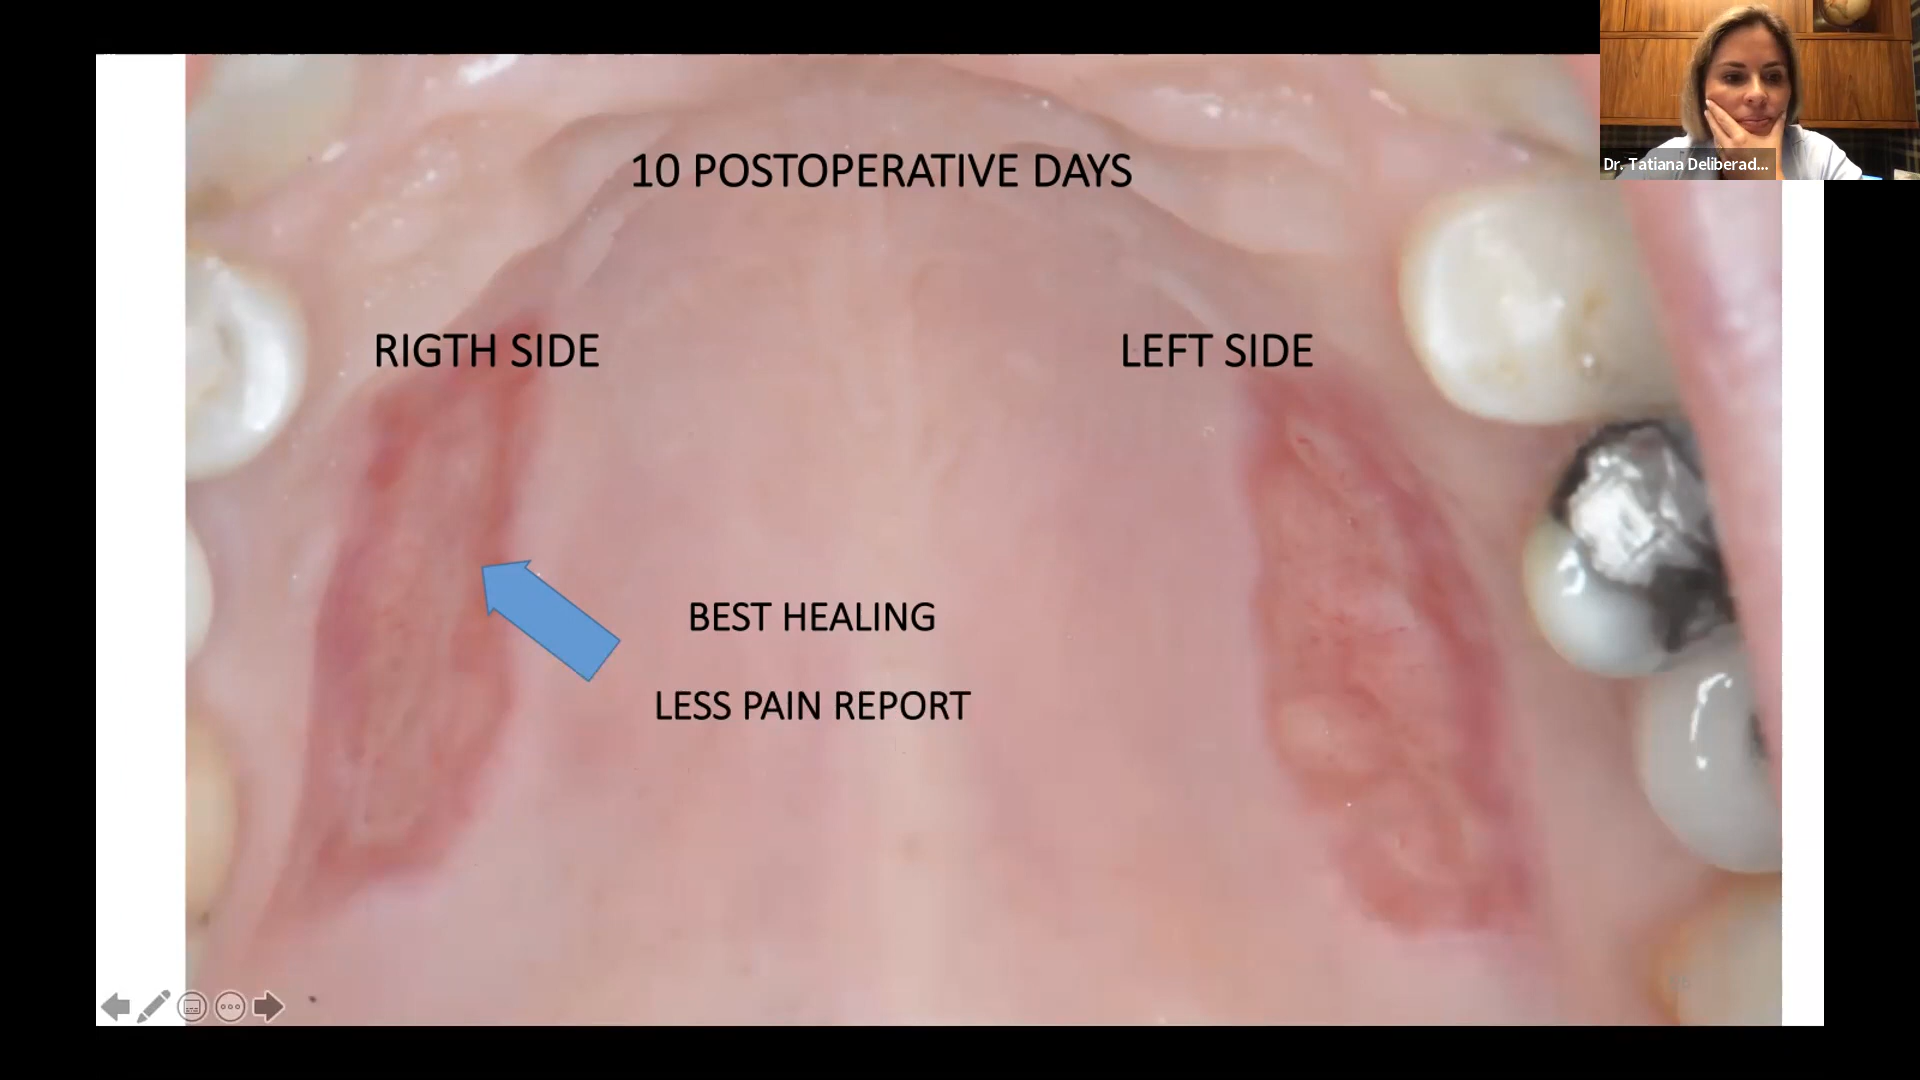 10 POSTOPERATIVE DAYS
RIGTH SIDE
LEFT SIDE
BEST HEALING
LESS PAIN REPORT
Dr. Tatiana Deliberad...